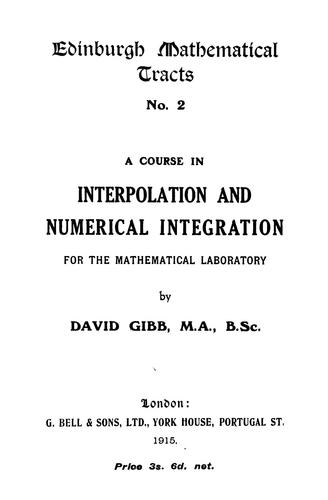 Edinburgh Mathematical
Tracts
No. 2
A COURSE IN
INTERPOLATION AND
NUMERICAL INTEGRATION
FOR THE MATHEMATICAL LABORATORY
by
DAVID GIBB, M.A., B.Sc.
London:
G. BELL & SONS, LTD., YORK HOUSE, PORTUGAL ST.
1915.
Price 3s. 6d. net.